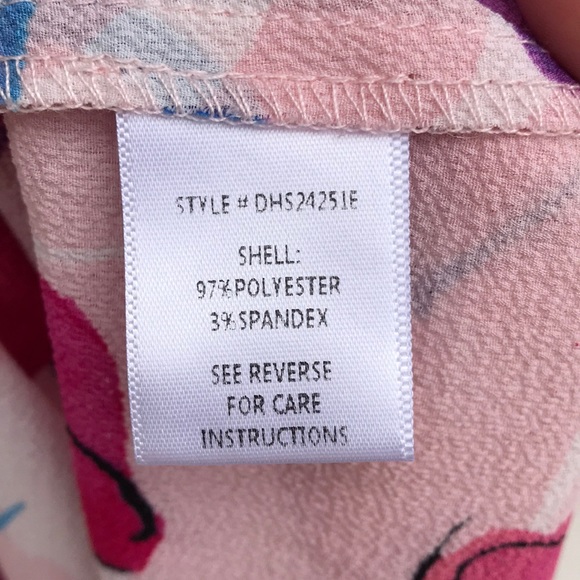 STYLE # DHS24251E
SHELL:
97%POLYESTER
3%SPANDEX
SEE REVERSE
FOR CARE
INSTRUCTIONS